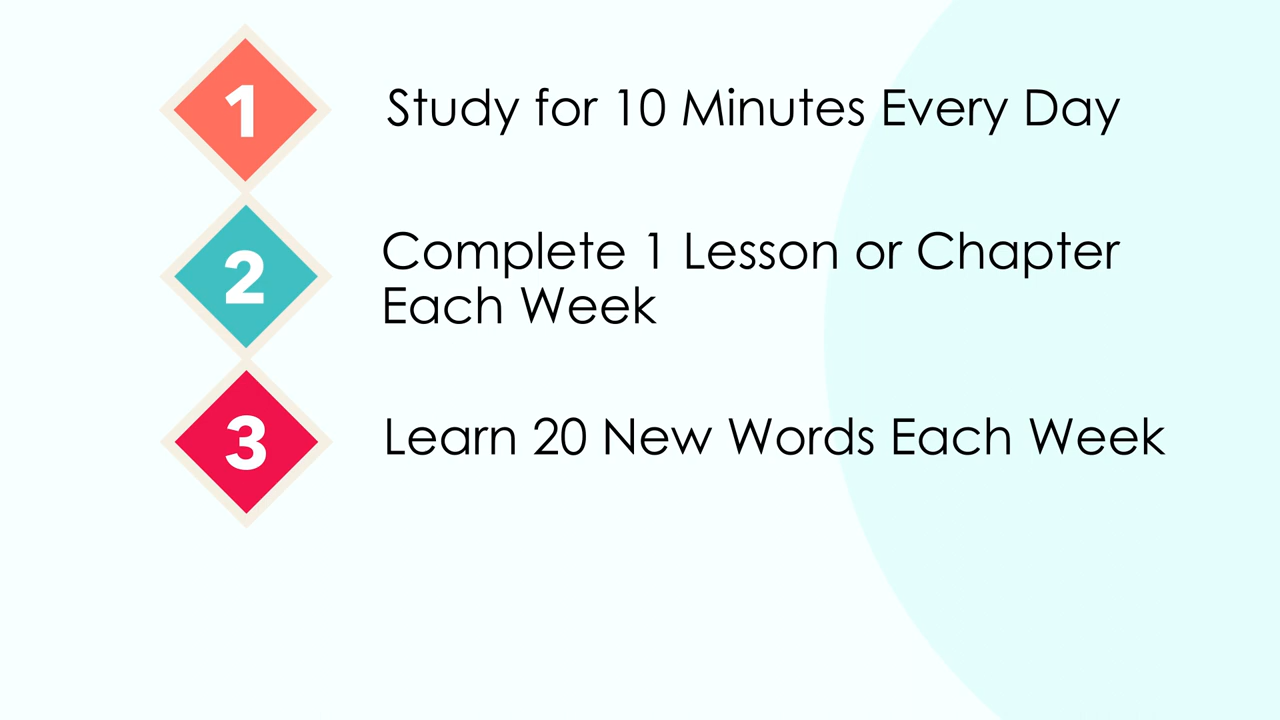 1
Study for 10 Minutes Every Day
2
Complete 1 Lesson or Chapter
Each Week
3
Learn 20 New Words Each Week